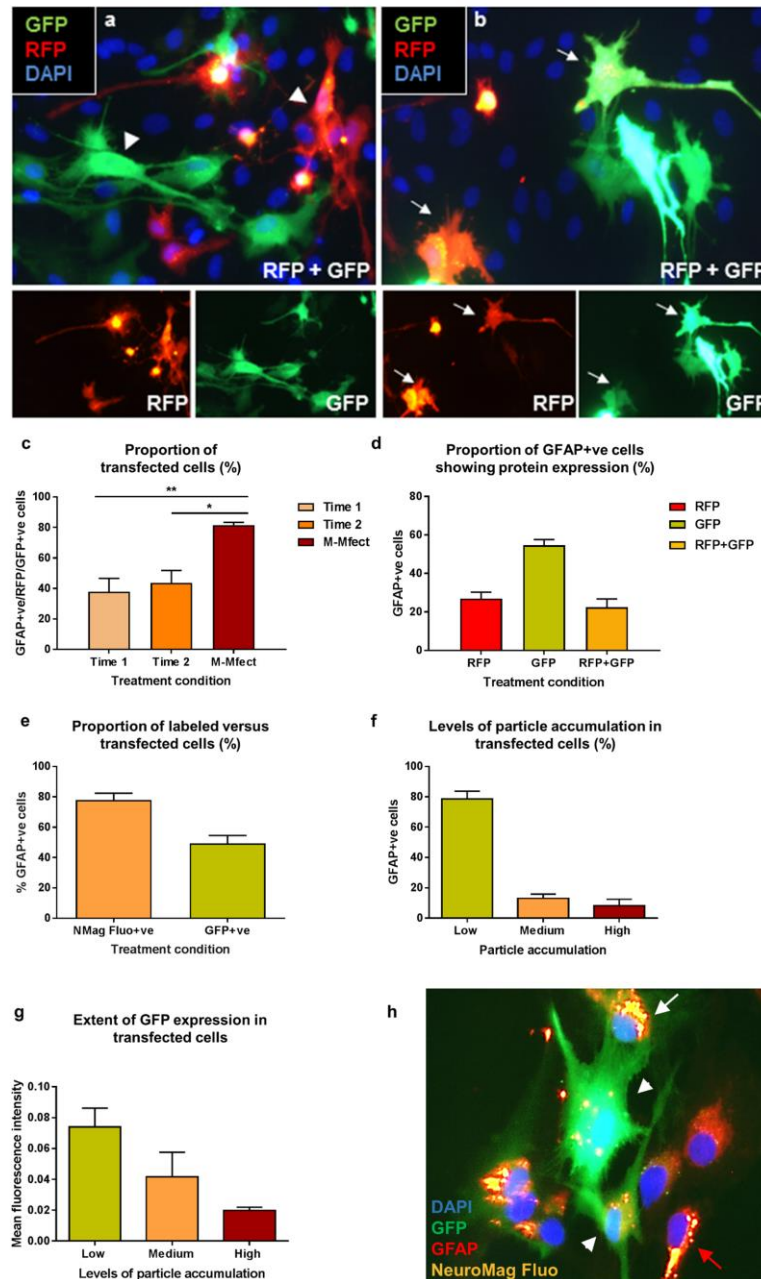 GFP
RFP
DAPI
a
RFP + GFP
GFP
RFP
DAPI
b
RFP + GFP
RFP
GFP
RFP
GFP
c
Proportion of
transfected cells (%)
GFAP+ve/RFP/GFP+ve cells
100
80
60
40
20
0
**
*
Time 1
Time 2
M-Mfect
Treatment condition
Time 1
Time 2
M-Mfect
d
Proportion of GFAP+ve cells
showing protein expression (%)
GFAP+ve cells
80
60
40
20
0
RFP
GFP
RFP+GFP
Treatment condition
RFP
GFP
RFP+GFP
e
Proportion of labeled versus
transfected cells (%)
% GFAP+ve cells
100
80
60
40
20
0
NMag Fluo+ve
GFP+ve
Treatment condition
f
Levels of particle accumulation in
transfected cells (%)
GFAP+ve cells
100
80
60
40
20
0
Low
Medium
High
Particle accumulation
g
Extent of GFP expression in
transfected cells
Mean fluorescence intensity
0.10
0.08
0.06
0.04
0.02
0.00
Low
Medium
High
Levels of particle accumulation
h
DAPI
GFP
GFAP
NeuroMag Fluo